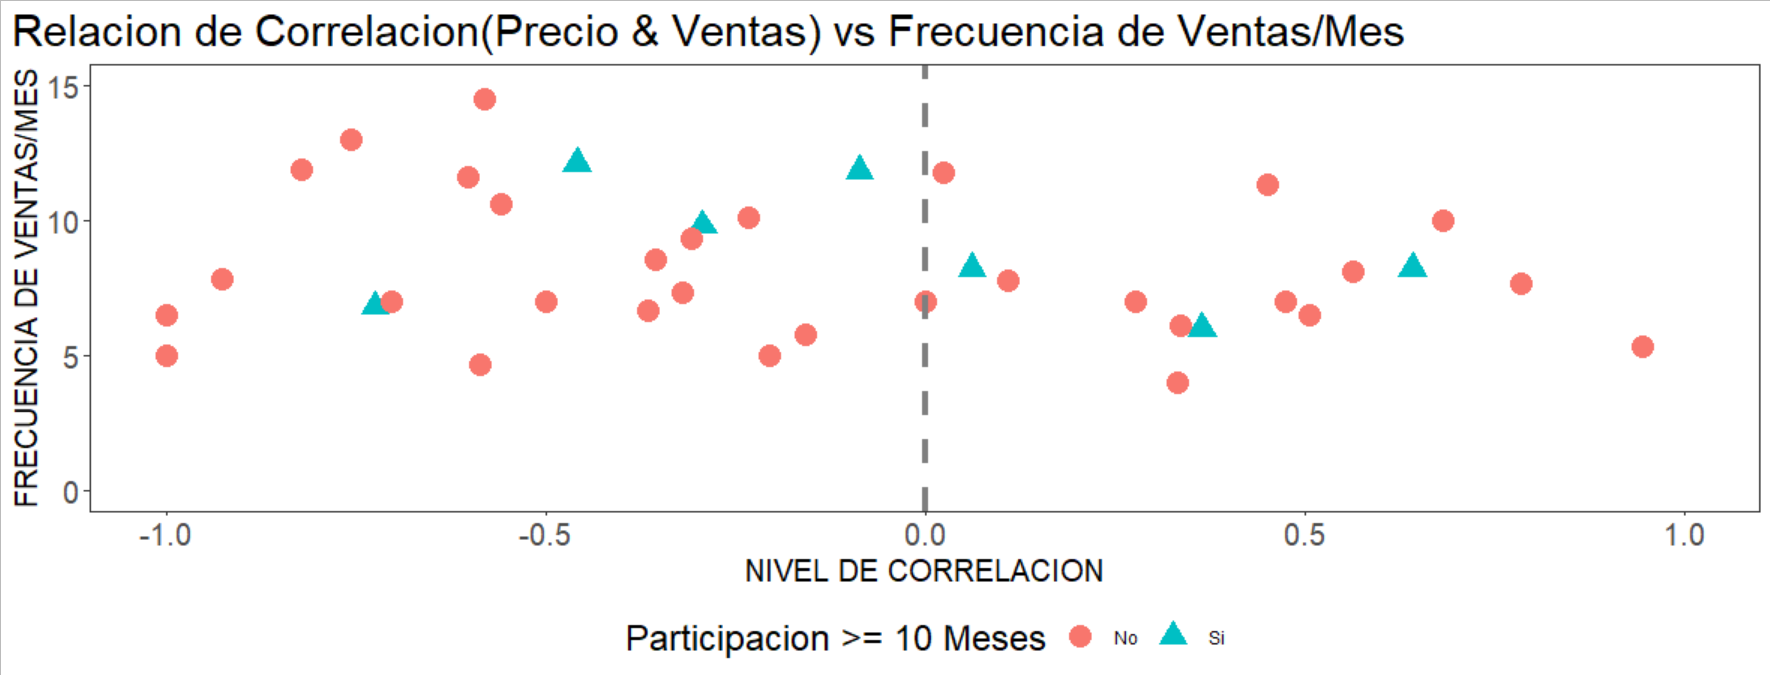 Relacion de Correlacion(Precio & Ventas) vs Frecuencia de Ventas/Mes
FRECUENCIA DE VENTAS/MES
15
10
5
0
-1.0 -0.5 0.0 0.5 1.0
NIVEL DE CORRELACION
Participacion >= 10 Meses No Si